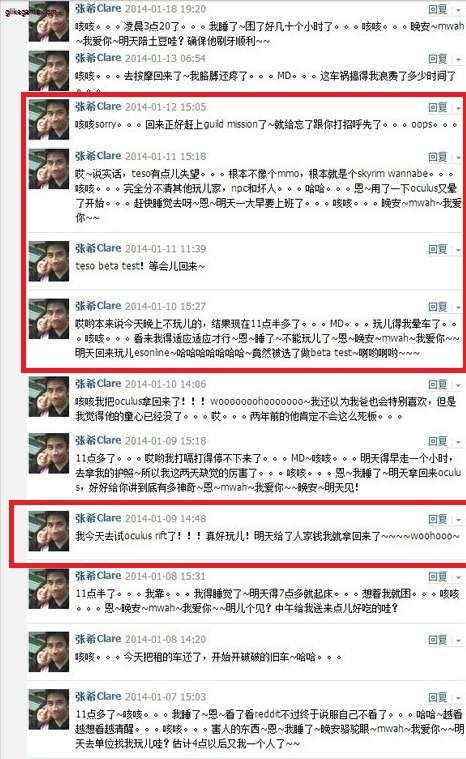 glikegame.com
张希Clare 2014-01-18 19:20 回复
咳咳。。。凌晨3点20了。。。我睡了~困了好几十个小时了。。。咳咳。。。晚安~mwah
~我爱你~明天陪土豆哇？确保他刷牙顺利~~
张希Clare 2014-01-13 06:54 回复
咳咳。。。去按摩回来了~我胳膊还疼了。。。MD。。。这车祸搞得我浪费了多少时间了
。。。
张希Clare 2014-01-12 15:05 回复
咳咳sorry。。。回来正好赶上guild mission了~就给忘了跟你打招呼先了。。。oops。。。
张希Clare 2014-01-11 15:18 回复
哎~说实话，teso有点儿失望。。。根本不像个mmo，根本就是个skyrim wannabe。。。
咳咳。。。完全分不清其他玩儿家，npc和坏人。。。哈哈。。。恩~用了一下oculus又晕
了开始。。。赶快睡觉去呀~恩~明天一大早要上班了。。。咳咳。。。晚安~mwah~我爱
你~~
张希Clare 2014-01-11 11:39 回复
teso beta test！等会儿回来~
张希Clare 2014-01-10 15:27 回复
哎哟本来说今天晚上不玩儿的，结果现在11点半多了。。。MD。。。玩儿得我晕车了。。
。咳咳。。。看来我得适应适应才行~恩~睡了~不能玩儿了~恩~晚安~mwah~我爱你~~
明天回来玩儿esonline~哈哈哈哈哈哈哈~竟然被选了做beta test~咧哟咧哟~~~
张希Clare 2014-01-10 14:06 回复
咳咳我把oculus拿回来了！！！wooooooohooooooo~我还以为我爸也会特别喜欢，但是
我觉得他的童心已经没了。。。哎。。。两年前的他肯定不会这么死板。。。
张希Clare 2014-01-09 15:18 回复
11点多了。。。哎哟我打嗝打得停不下来了。。。MD~咳咳。。。明天得早走一个小时，
去拿我的护照~所以我这两天缺觉的厉害了。。。咳咳。。。恩~我睡了~明天拿回来oculu
s，好好给你讲到底有多神奇~恩~mwah~我爱你~~晚安~明天见！
张希Clare 2014-01-09 14:48 回复
我今天去试oculus rift了！！！真好玩儿！明天给了人家钱我就拿回来了~~~~woohooo~
张希Clare 2014-01-08 15:31 回复
11点半了。。。我靠。。。我得睡觉了~明天得7点多就起床。。。想着我就困。。。咳咳
。。。恩~晚安~mwah~我爱你~~明儿个见？中午给我送来点儿好吃的哇？
张希Clare 2014-01-08 14:20 回复
咳咳。。。今天把租的车还了，开始开破破的旧车~哈哈。。。
张希Clare 2014-01-07 15:03 回复
11点多了~咳咳。。。我睡了~恩~看了看reddit不过终于说服自己不看了。。。哈哈~越看
越想看越清醒。。。咳咳。。。害人的东西~恩~我睡了~晚安骆驼眼~mwah~我爱你~~明
天去单位找我玩儿哇？估计4点以后又我一个人了~~